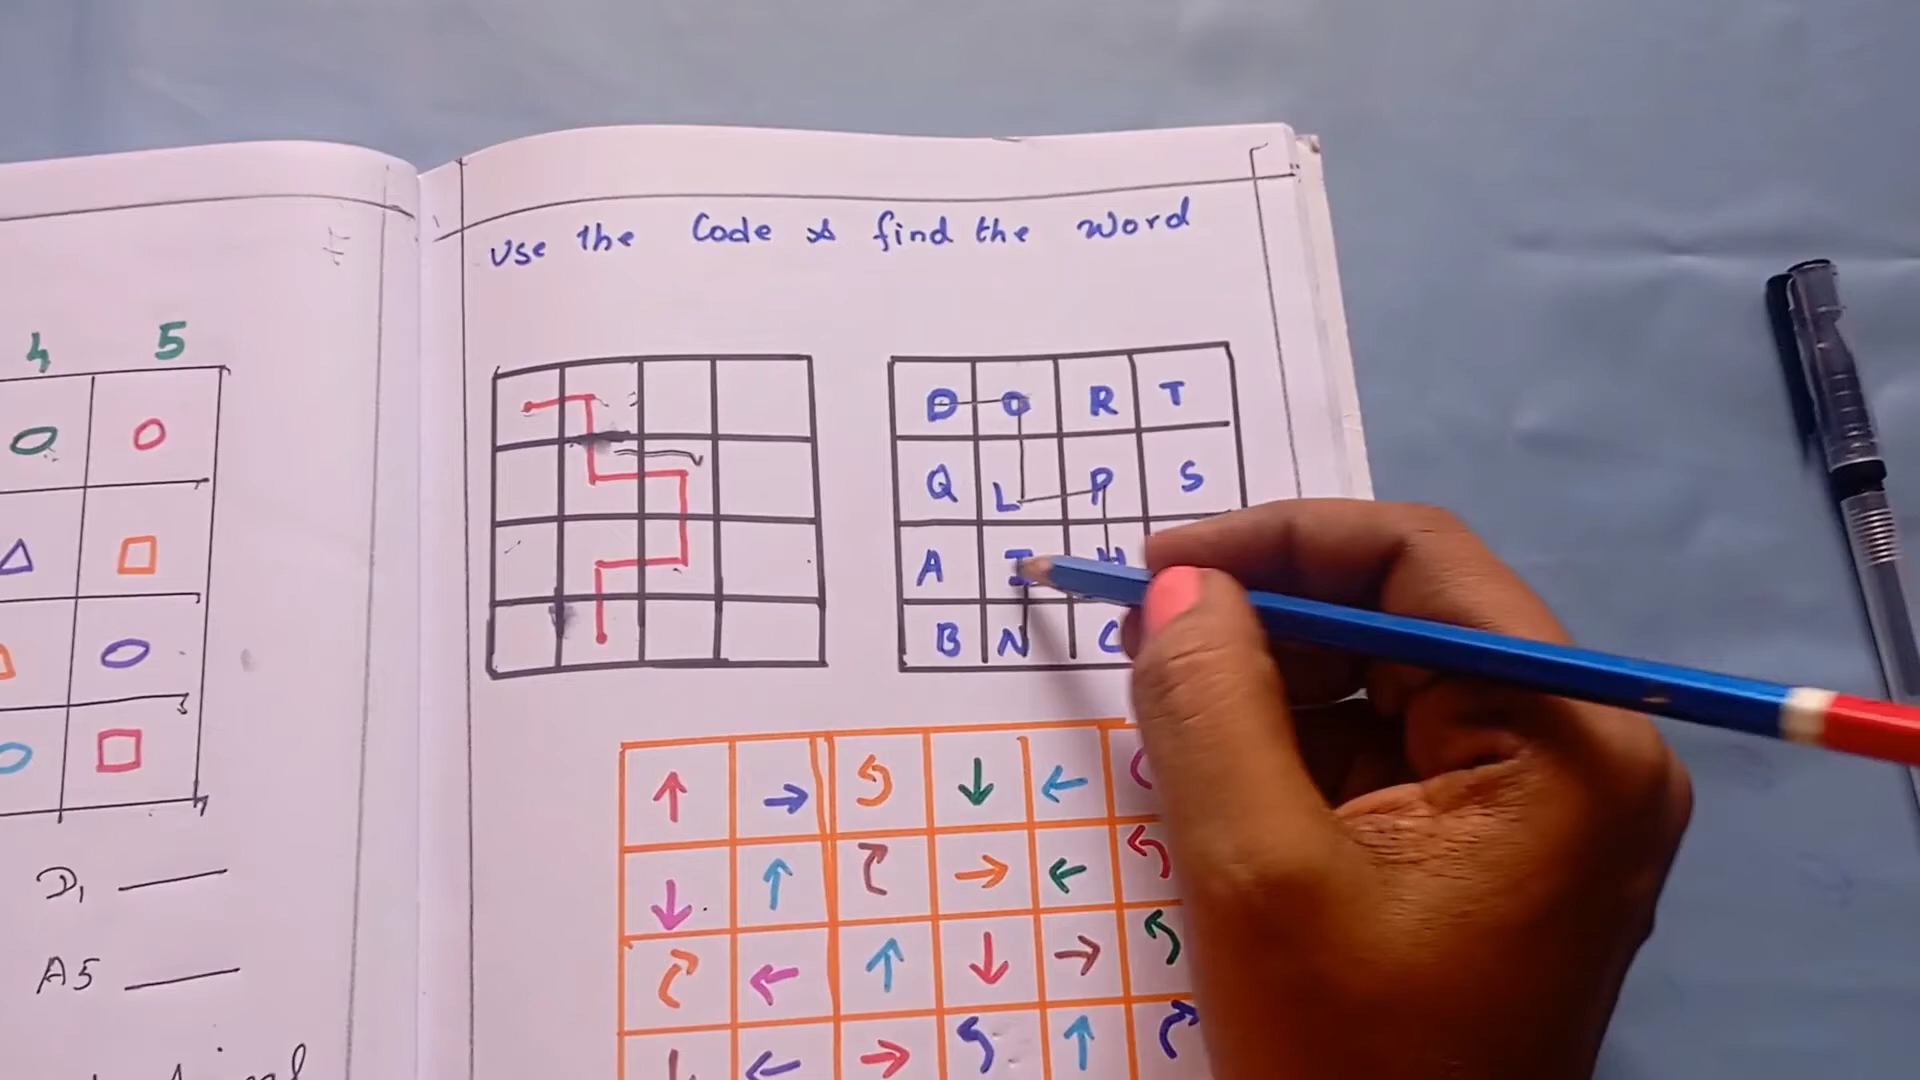 Use the Code & find the word
4 5
D O R T
Q L P S
A I H
B N C
D1
A5